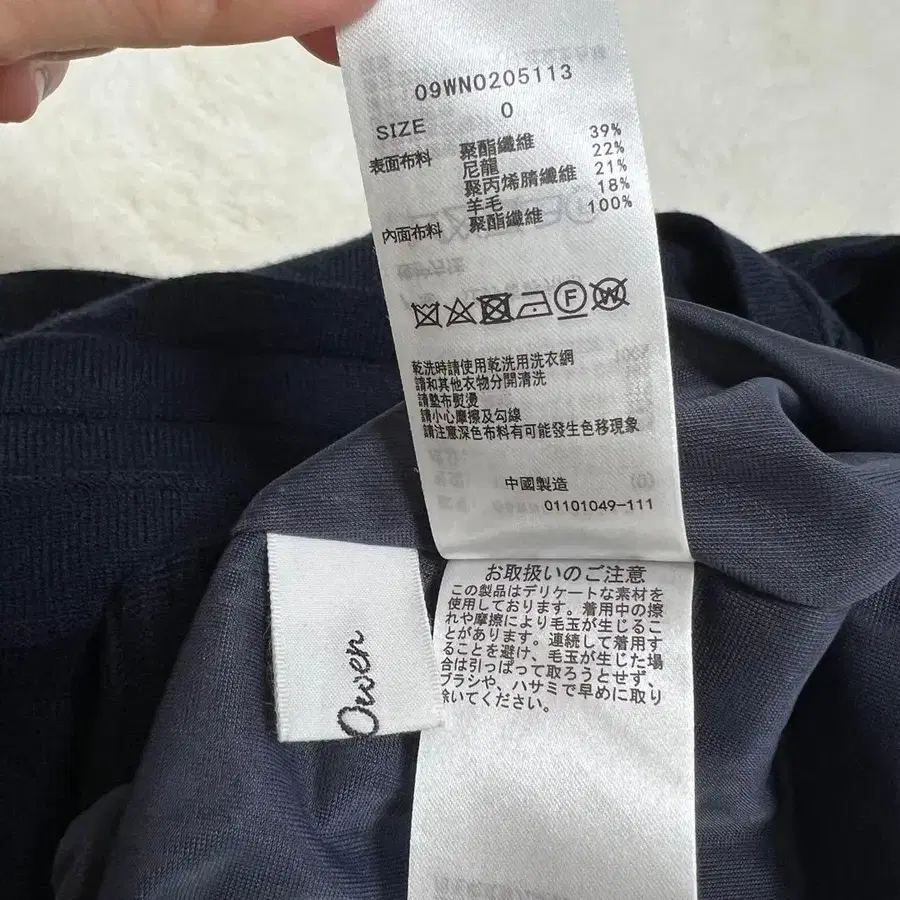 09WNO205113
SIZE 0
表面布料 聚酯纖維 39%
尼龍 22%
聚丙烯腈纖維 21%
羊毛 18%
內面布料 聚酯纖維 100%
F W
乾洗時請使用乾洗用洗衣網
請和其他衣物分開清洗
請墊布熨燙
請小心摩擦及勾線
請注意深色布料有可能發生色移現象
中國製造
01101049-111
お取扱いのご注意
この製品はデリケートな素材を
使用しております。着用中の擦
れや摩擦により毛玉が生じるこ
とがあります。連続して着用す
ることを避け、毛玉が生じた場
合は引っぱって取ろうとせず、
ブラシや、ハサミで早めに取り
除いてください。
Owen